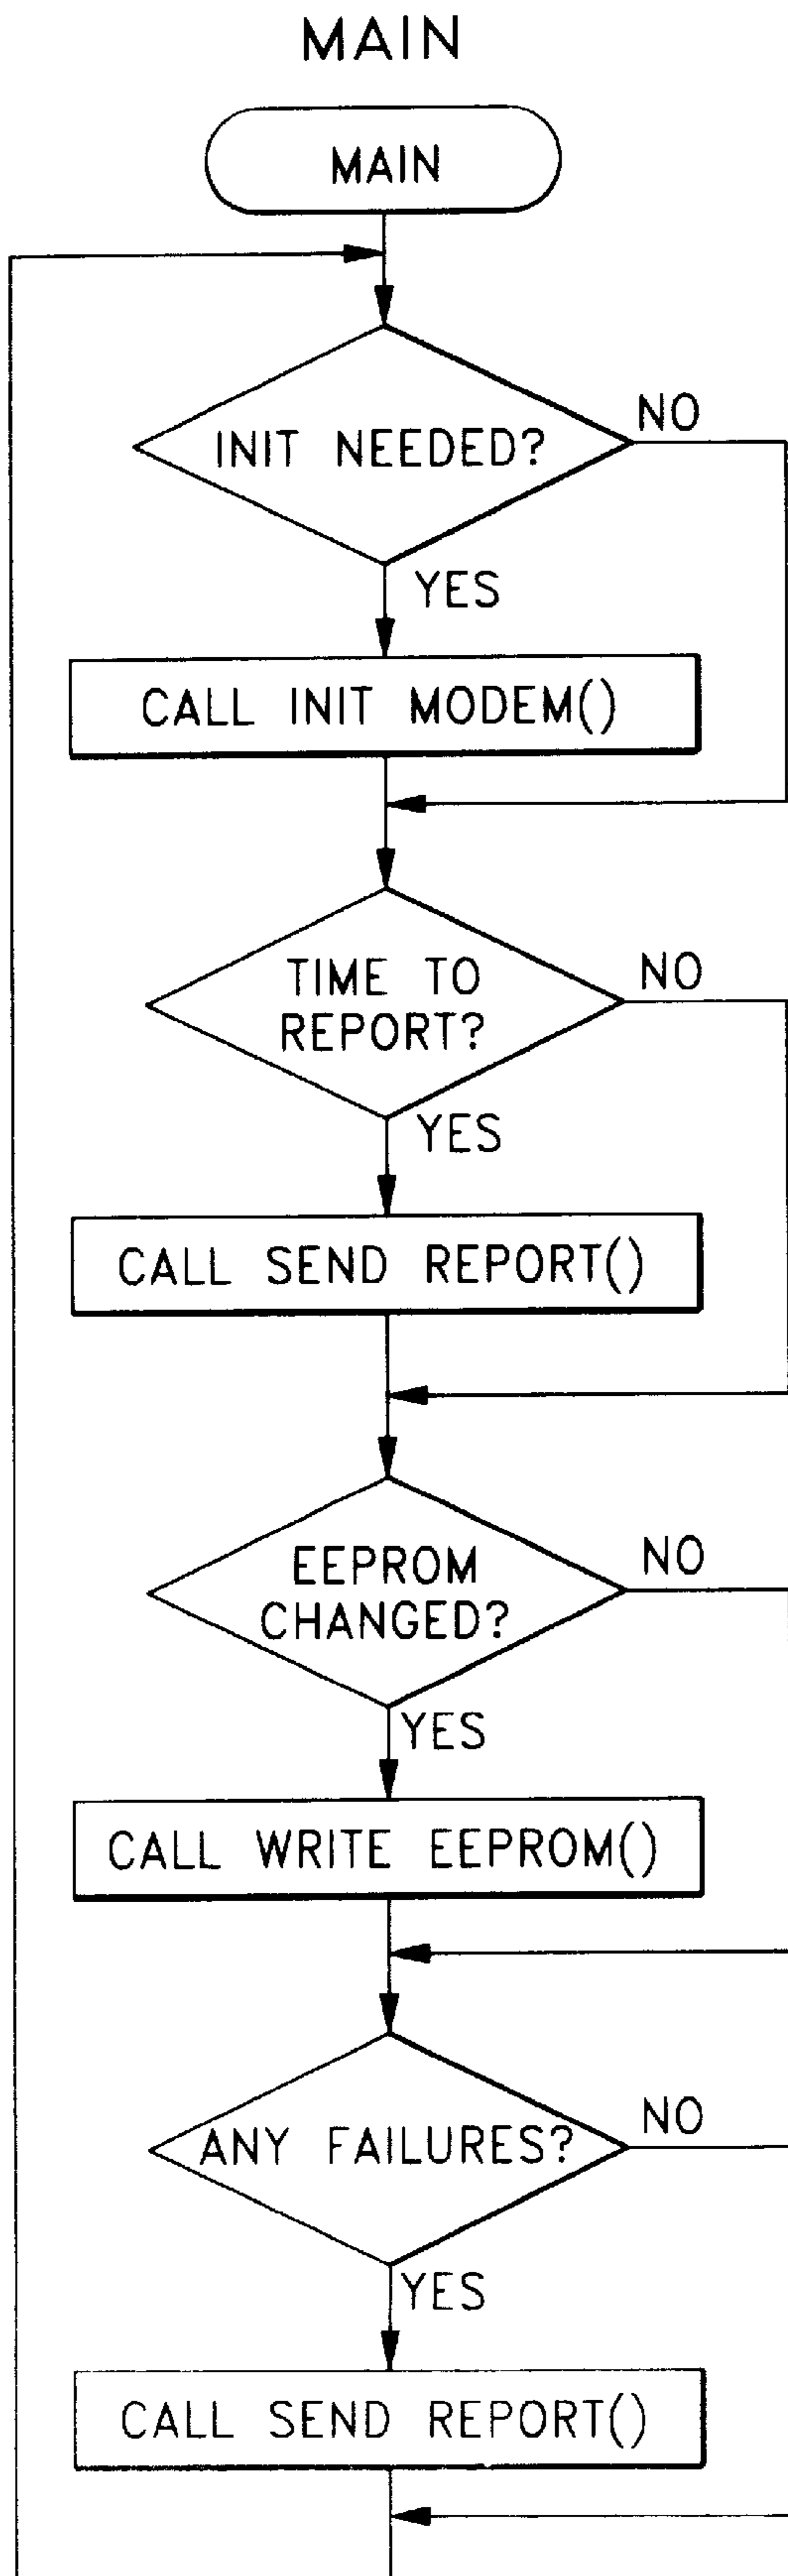 MAIN
MAIN
INIT NEEDED?
NO
YES
CALL INIT MODEM()
TIME TO
REPORT?
NO
YES
CALL SEND REPORT()
EEPROM
CHANGED?
NO
YES
CALL WRITE EEPROM()
ANY FAILURES?
NO
YES
CALL SEND REPORT()